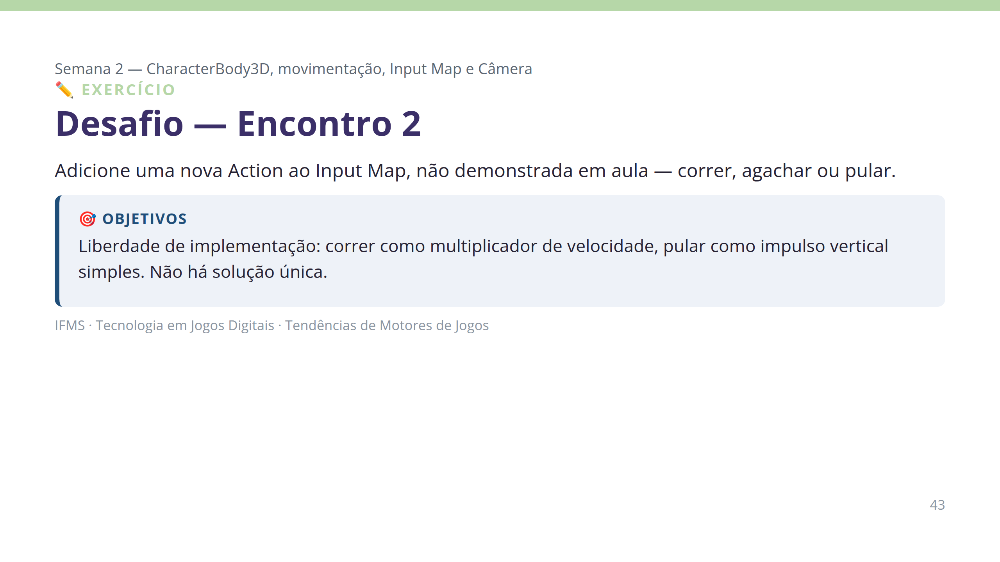 Semana 2 — CharacterBody3D, movimentação, Input Map e Câmera
✏️ EXERCÍCIO
Desafio — Encontro 2
Adicione uma nova Action ao Input Map, não demonstrada em aula — correr, agachar ou pular.
🎯 OBJETIVOS
Liberdade de implementação: correr como multiplicador de velocidade, pular como impulso vertical
simples. Não há solução única.
IFMS · Tecnologia em Jogos Digitais · Tendências de Motores de Jogos
43